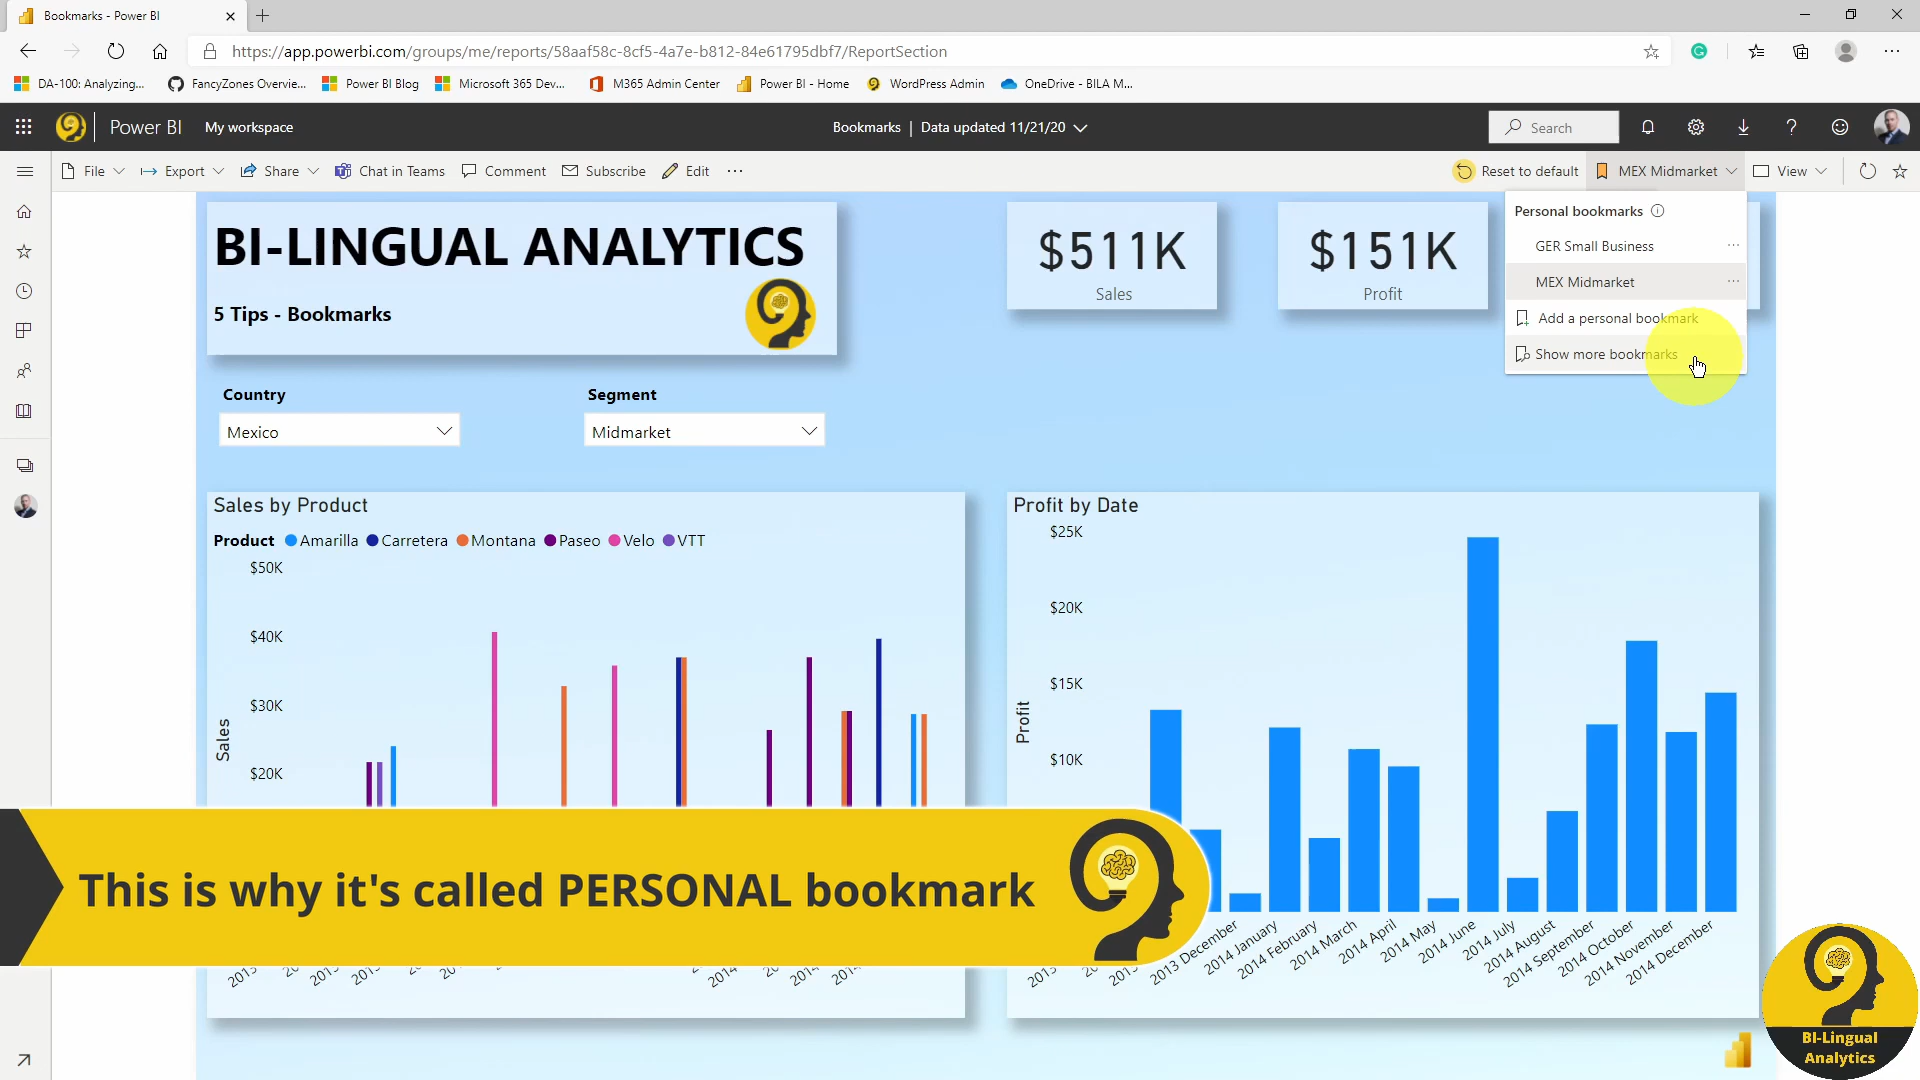 Bookmarks - Power BI
https://app.powerbi.com/groups/me/reports/58aaf58c-8cf5-4a7e-b812-84e61795dbf7/ReportSection
DA-100: Analyzing... FancyZones Overvie... Power BI Blog Microsoft 365 Dev... M365 Admin Center Power BI - Home WordPress Admin OneDrive - BILA M...
Power BI My workspace Bookmarks | Data updated 11/21/20 Search
File Export Share Chat in Teams Comment Subscribe Edit ... Reset to default MEX Midmarket View
Personal bookmarks
GER Small Business ...
MEX Midmarket ...
Add a personal bookmark
Show more bookmarks
BI-LINGUAL ANALYTICS
5 Tips - Bookmarks
$511K
Sales
$151K
Profit
Country
Mexico
Segment
Midmarket
Sales by Product
Product Amarilla Carretera Montana Paseo Velo VTT
$50K
$40K
$30K
$20K
Sales
Profit by Date
$25K
$20K
$15K
$10K
Profit
2013 December
2014 January
2014 February
2014 March
2014 April
2014 May
2014 June
2014 July
2014 August
2014 September
2014 October
2014 November
2014 December
This is why it's called PERSONAL bookmark
BI-Lingual
Analytics